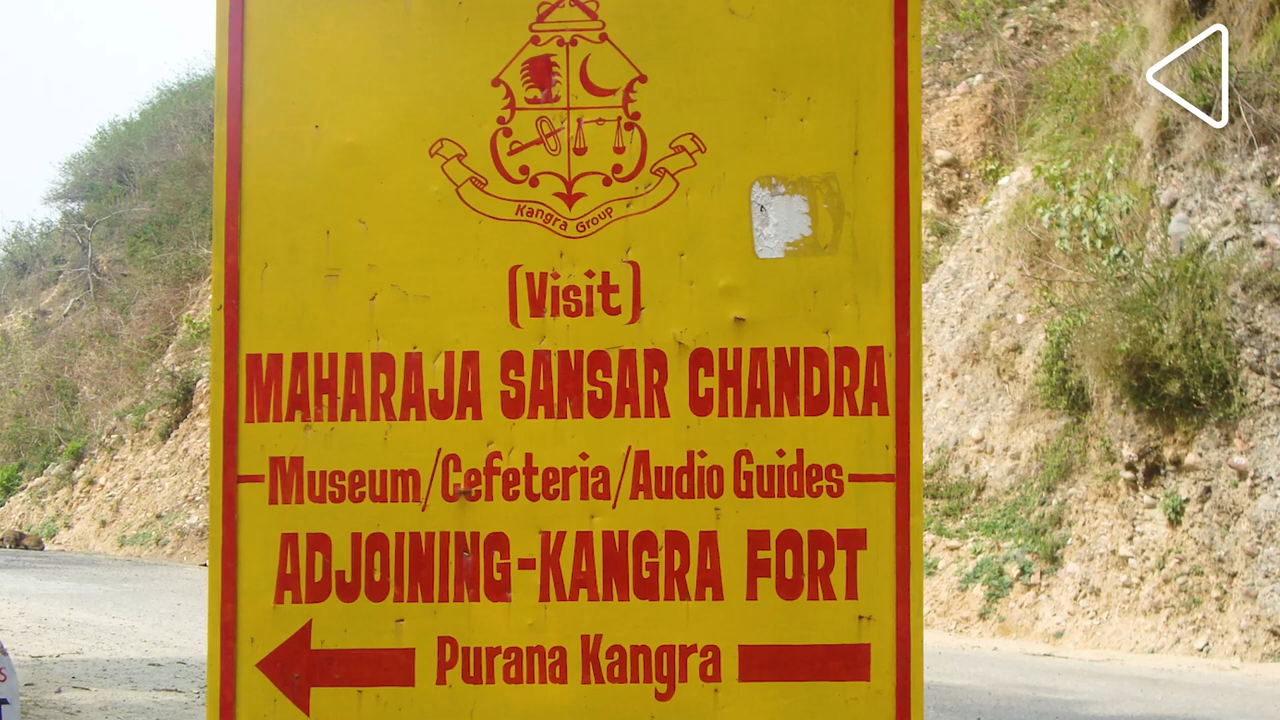 Kangra Group
(Visit)
MAHARAJA SANSAR CHANDRA
Museum/Cefeteria/Audio Guides
ADJOINING-KANGRA FORT
Purana Kangra